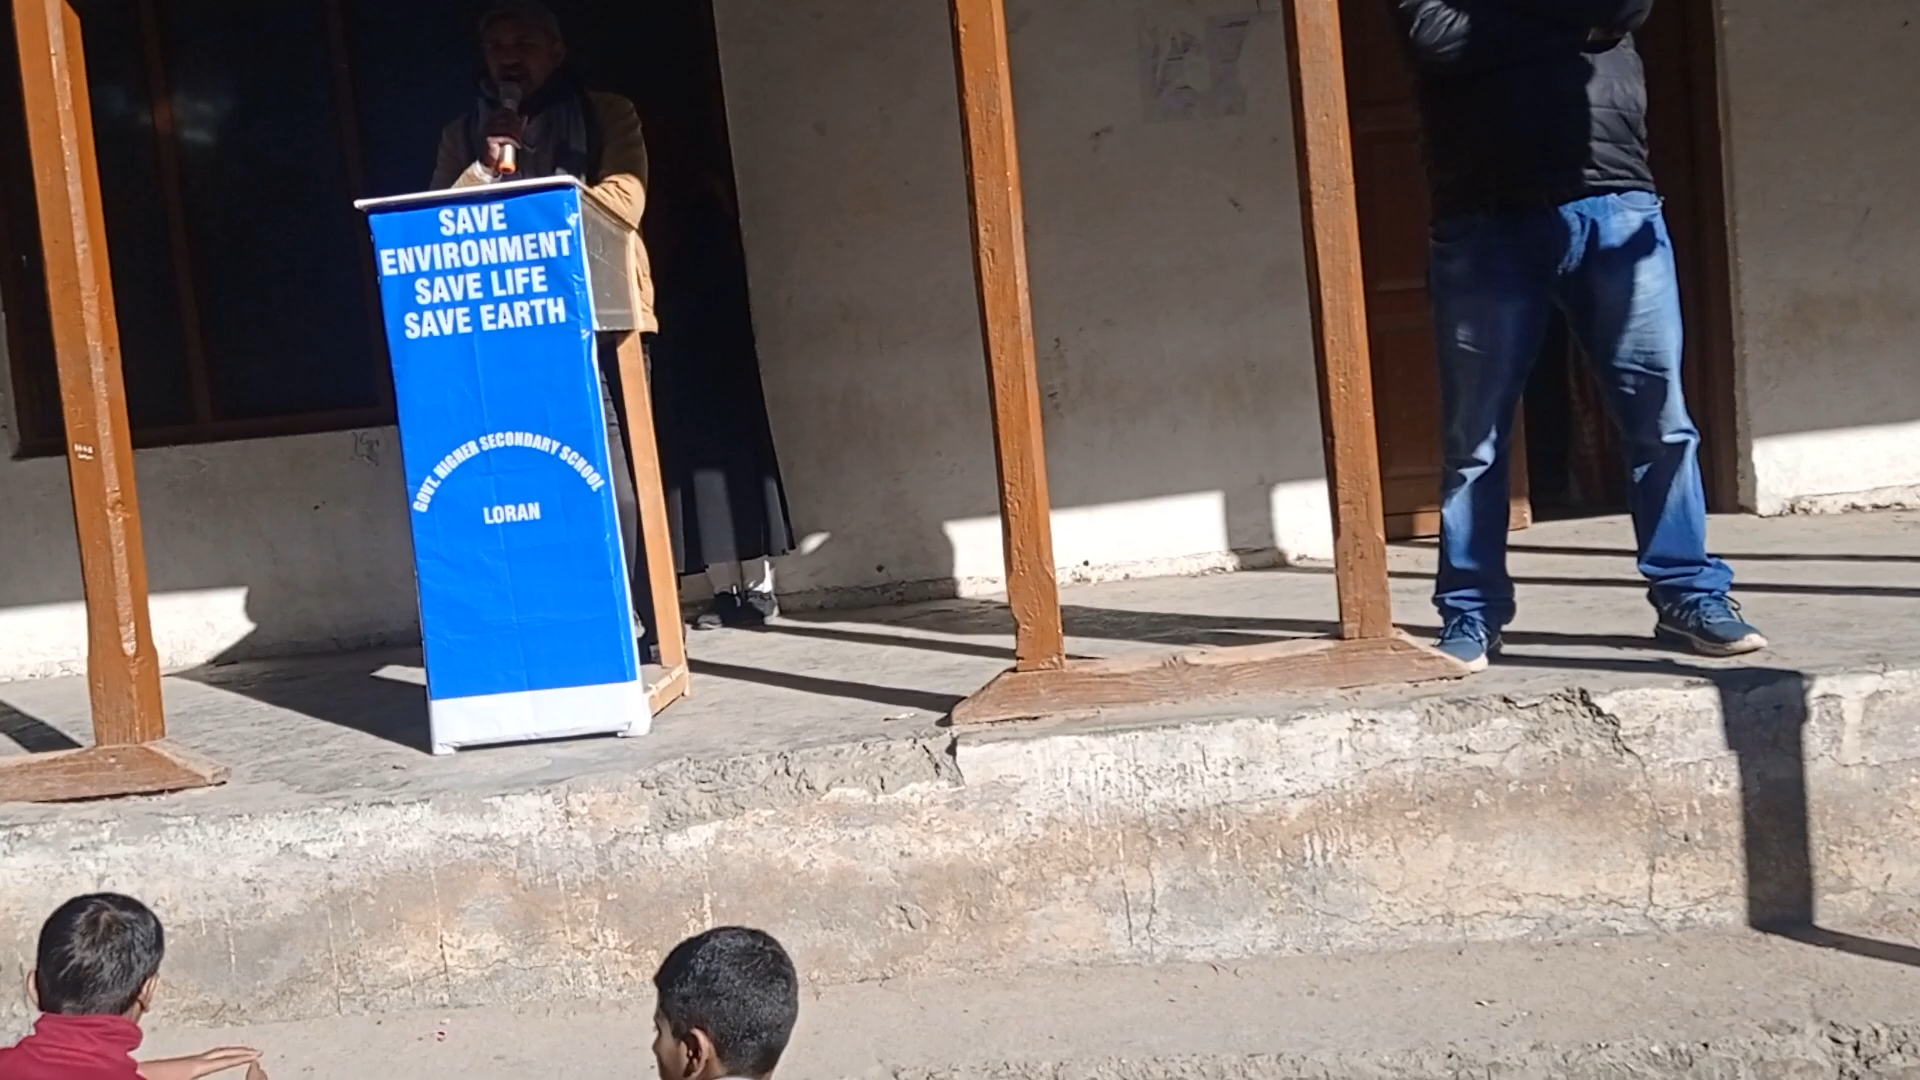 SAVE
ENVIRONMENT
SAVE LIFE
SAVE EARTH
GOVT. HIGHER SECONDARY SCHOOL
LORAN